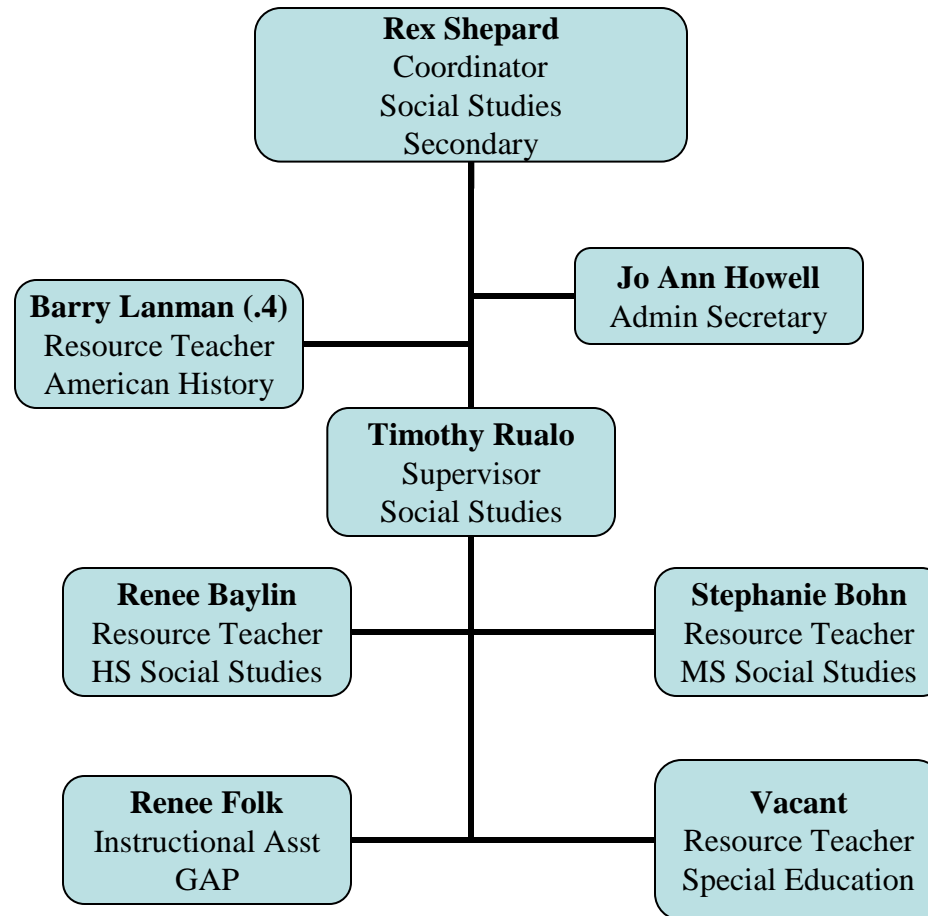 Rex Shepard
Coordinator
Social Studies
Secondary
Jo Ann Howell
Admin Secretary
Barry Lanman (.4)
Resource Teacher
American History
Timothy Rualo
Supervisor
Social Studies
Renee Baylin
Resource Teacher
HS Social Studies
Stephanie Bohn
Resource Teacher
MS Social Studies
Renee Folk
Instructional Asst
GAP
Vacant
Resource Teacher
Special Education